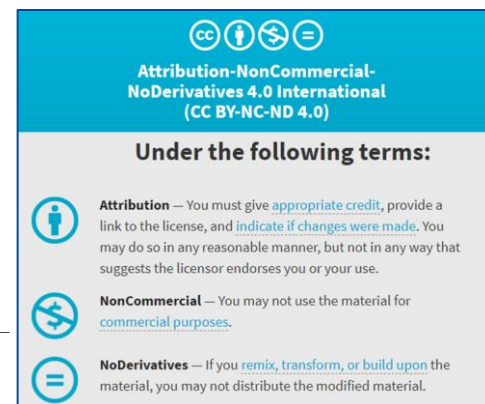 cc
Attribution-NonCommercial-
NoDerivatives 4.0 International
(CC BY-NC-ND 4.0)
Under the following terms:
Attribution — You must give appropriate credit, provide a
link to the license, and indicate if changes were made. You
may do so in any reasonable manner, but not in any way that
suggests the licensor endorses you or your use.
NonCommercial — You may not use the material for
commercial purposes.
NoDerivatives — If you remix, transform, or build upon the
material, you may not distribute the modified material.